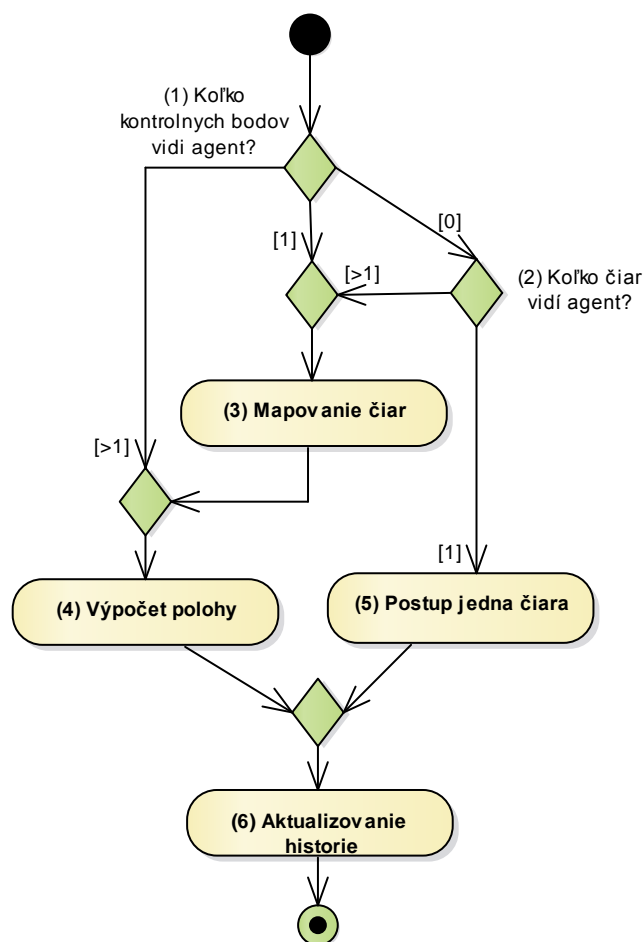 (1) Koľko
kontrolnych bodov
vidi agent?
[0]
[1]
[>1]
(2) Koľko čiar
vidí agent?
(3) Mapovanie čiar
[>1]
[1]
(4) Výpočet polohy
(5) Postup jedna čiara
(6) Aktualizovanie
historie